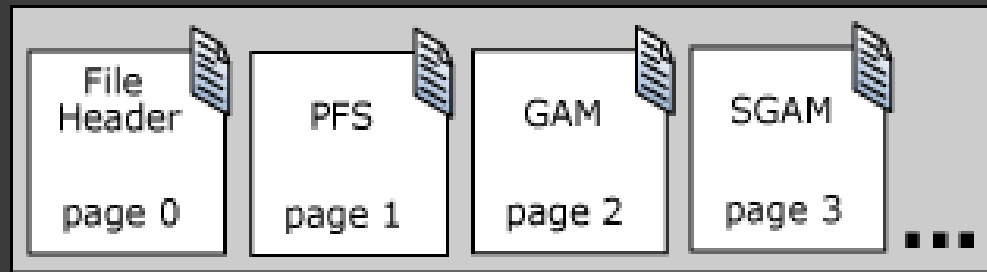 File
Header
page 0
PFS
page 1
GAM
page 2
SGAM
page 3
...